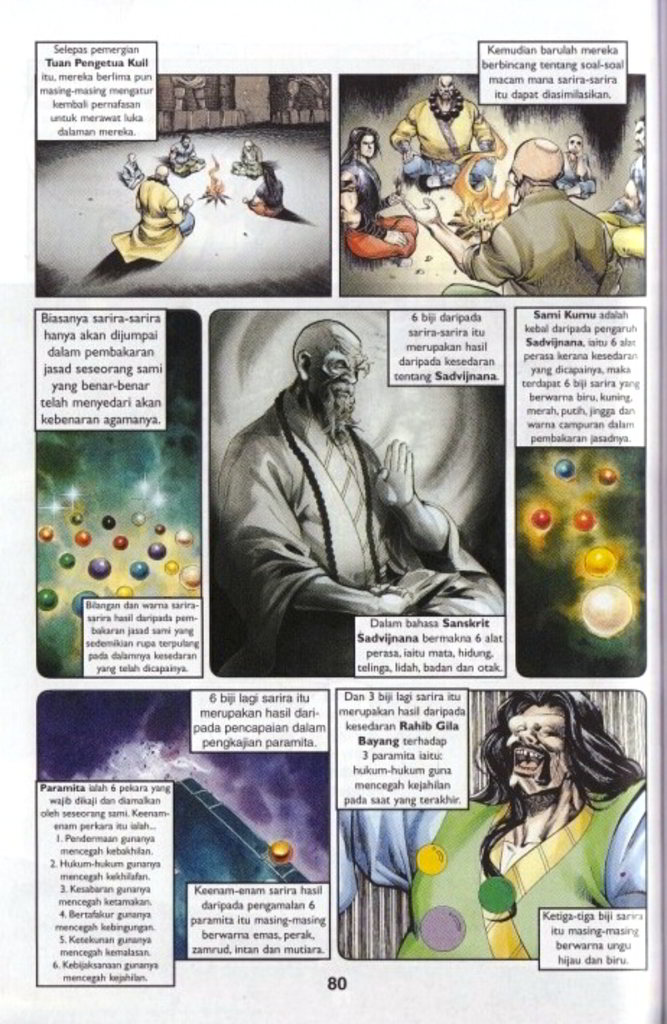 Selepas pemergian
Tuan Pengetua Kuil
itu, mereka berlima pun
masing-masing mengatur
kembali pernafasan
untuk merawat luka
dalaman mereka.
Kemudian barulah mereka
berbincang tentang soal-soal
macam mana sarira-sarira
itu dapat diasimilasikan.
Biasanya sarira-sarira
hanya akan dijumpai
dalam pembakaran
jasad seseorang sami
yang benar-benar
telah menyedari akan
kebenaran agamanya.
Bilangan dan warna sarira-
sarira hasil daripada pem-
bakaran jasad sami yang
sedemikian rupa terpulang
pada dalamnya kesedaran
yang telah dicapainya.
6 biji daripada
sarira-sarira itu
merupakan hasil
daripada kesedaran
tentang Sadvijnana.
Dalam bahasa Sanskrit
Sadvijnana bermakna 6 alat
perasa, iaitu mata, hidung,
telinga, lidah, badan dan otak.
Sami Kumu adalah
kebal daripada pengaruh
Sadvijnana, iaitu 6 alat
perasa kerana kesedaran
yang dicapainya, maka
terdapat 6 biji sarira yang
berwarna biru, kuning,
merah, putih, jingga dan
warna campuran dalam
pembakaran jasadnya.
6 biji lagi sarira itu
merupakan hasil dari-
pada pencapaian dalam
pengkajian paramita.
Paramita ialah 6 perkara yang
wajib dikaji dan diamalkan
oleh seseorang sami. Keenam-
enam perkara itu ialah...
1. Pendermaan gunanya
mencegah kebakhilan.
2. Hukum-hukum gunanya
mencegah kekhilafan.
3. Kesabaran gunanya
mencegah ketamakan.
4. Bertafakur gunanya
mencegah kebingungan.
5. Ketekunan gunanya
mencegah kemalasan.
6. Kebijaksanaan gunanya
mencegah kejahilan.
Keenam-enam sarira hasil
daripada pengamalan 6
paramita itu masing-masing
berwarna emas, perak,
zamrud, intan dan mutiara.
Dan 3 biji lagi sarira itu
merupakan hasil daripada
kesedaran Rahib Gila
Bayang terhadap
3 paramita iaitu:
hukum-hukum guna
mencegah kejahilan
pada saat yang terakhir.
Ketiga-tiga biji sarira
itu masing-masing
berwarna ungu
hijau dan biru.
80